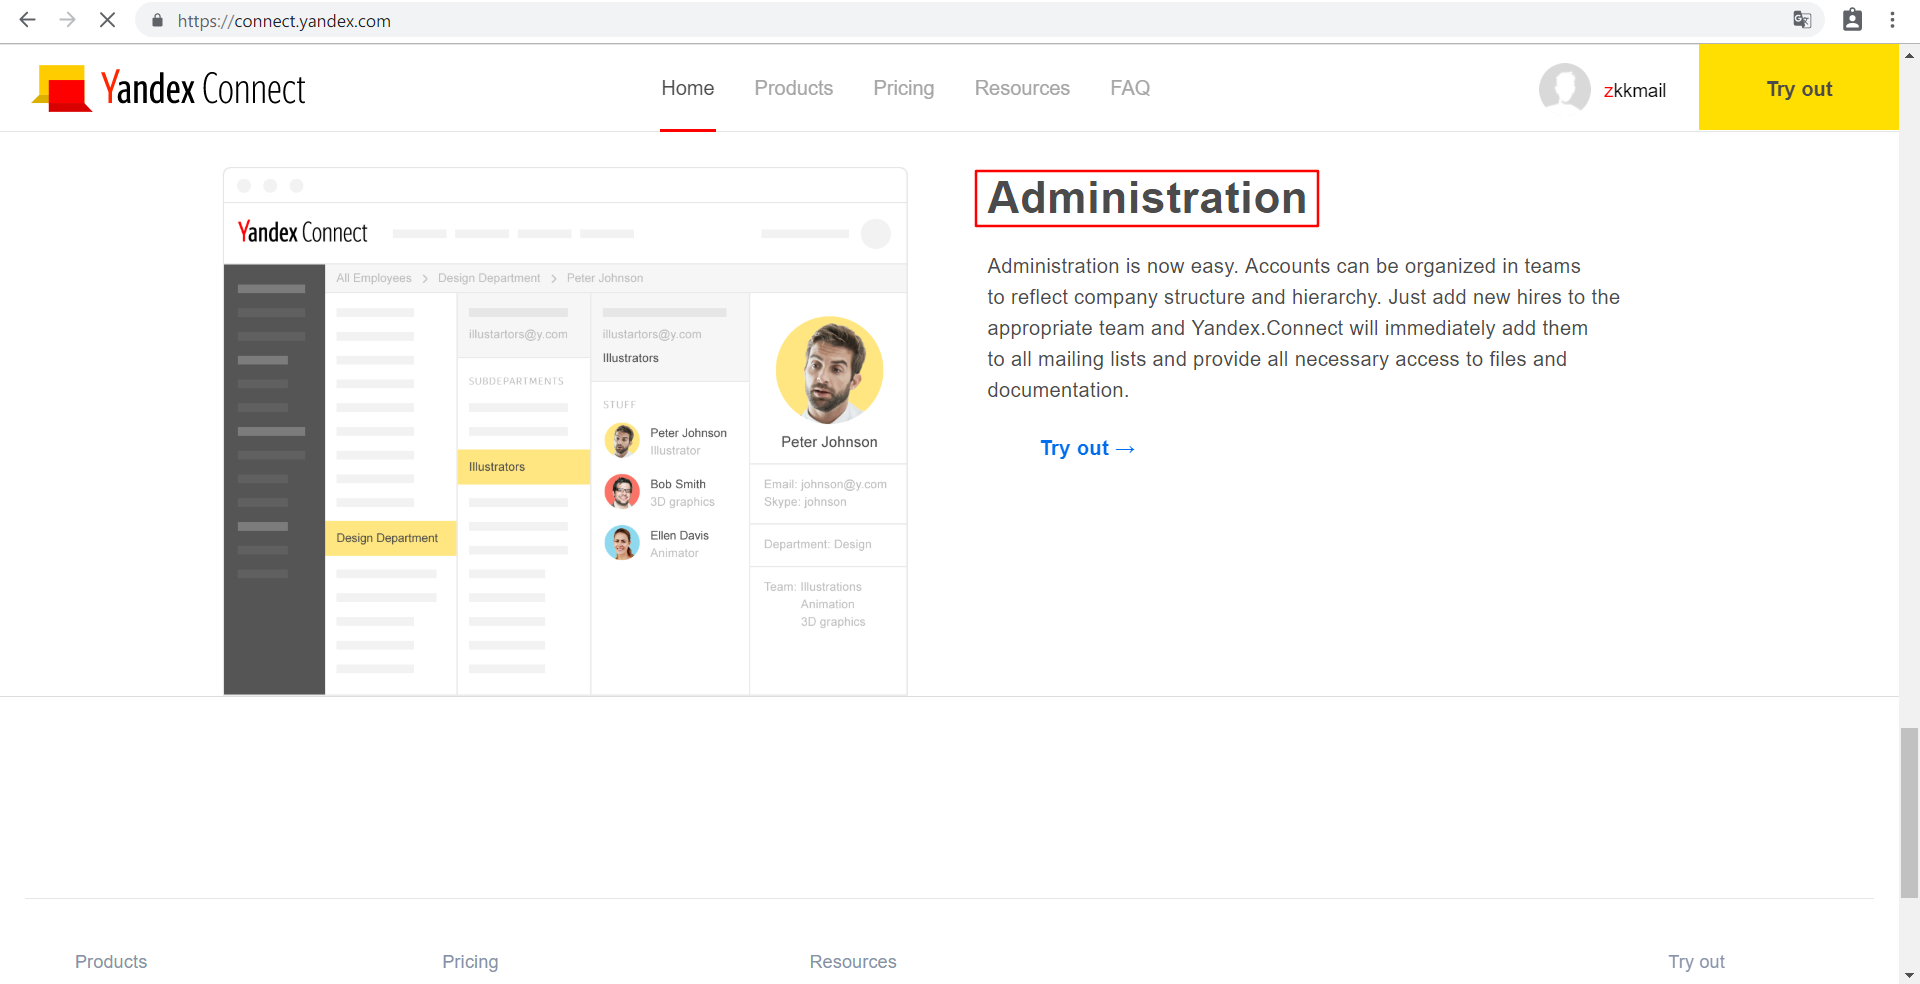 https://connect.yandex.com
Yandex Connect
Home Products Pricing Resources FAQ
zkkmail
Try out
Yandex Connect
All Employees > Design Department > Peter Johnson
illustartors@y.com
SUBDEPARTMENTS
Illustrators
Design Department
illustartors@y.com
Illustrators
STUFF
Peter Johnson
Illustrator
Bob Smith
3D graphics
Ellen Davis
Animator
Peter Johnson
Email: johnson@y.com
Skype: johnson
Department: Design
Team: Illustrations
Animation
3D graphics
Administration
Administration is now easy. Accounts can be organized in teams
to reflect company structure and hierarchy. Just add new hires to the
appropriate team and Yandex.Connect will immediately add them
to all mailing lists and provide all necessary access to files and
documentation.
Try out →
Products Pricing Resources Try out